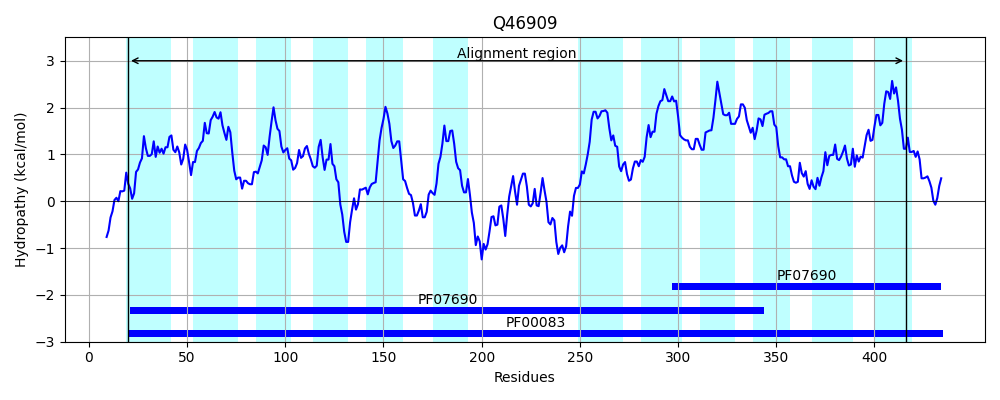 Q46909
Hydropathy (kcal/mol)
3
2
1
0
−1
−2
−3
Alignment region
PF07690
PF07690
PF00083
0 50 100 150 200 250 300 350 400
Residues